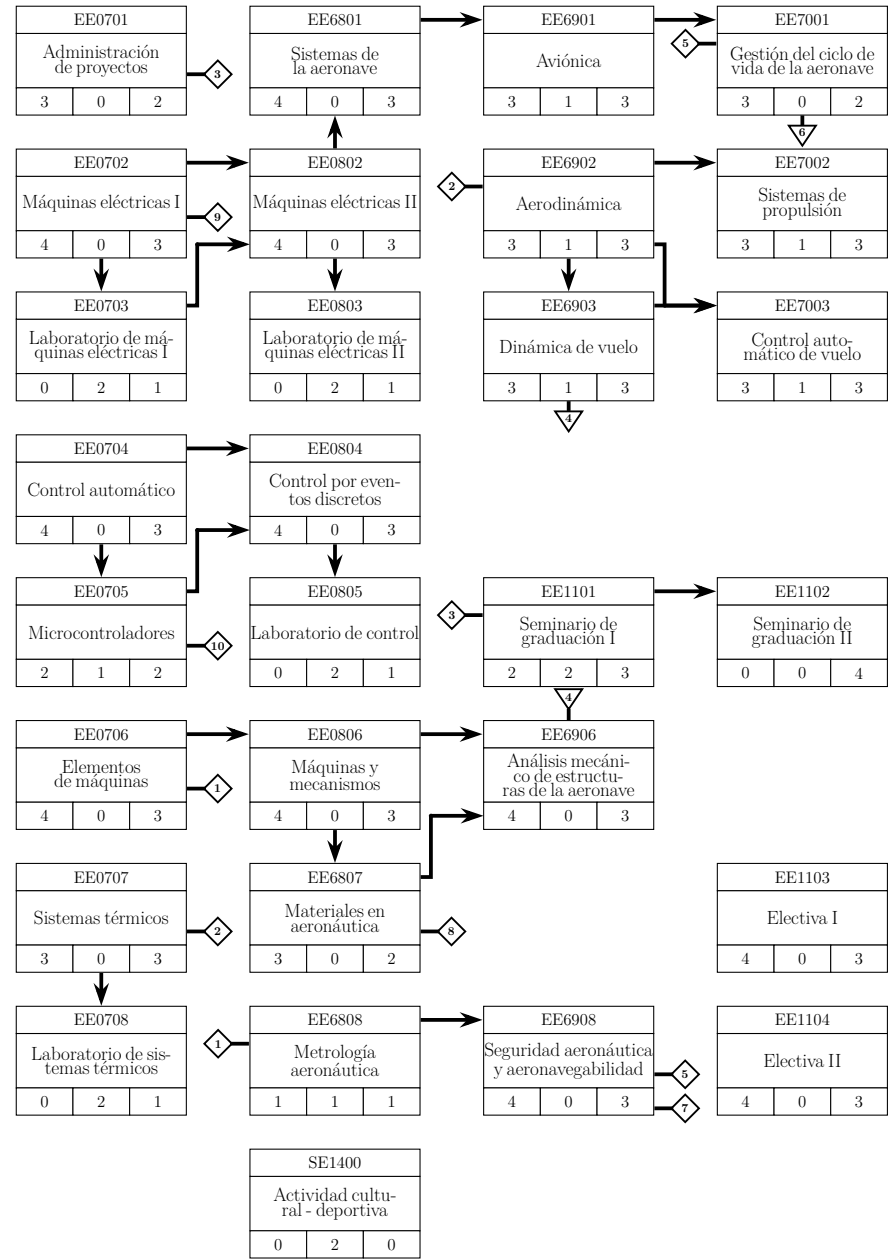 EE0701
Administración
de proyectos
3 0 2
3
EE6801
Sistemas de
la aeronave
4 0 3
EE6901
Aviónica
3 1 3
5
EE7001
Gestión del ciclo de
vida de la aeronave
3 0 2
6
EE0702
Máquinas eléctricas I
4 0 3
9
EE0802
Máquinas eléctricas II
4 0 3
2
EE6902
Aerodinámica
3 1 3
EE7002
Sistemas de
propulsión
3 1 3
EE0703
Laboratorio de má-
quinas eléctricas I
0 2 1
EE0803
Laboratorio de má-
quinas eléctricas II
0 2 1
EE6903
Dinámica de vuelo
3 1 3
4
EE7003
Control auto-
mático de vuelo
3 1 3
EE0704
Control automático
4 0 3
EE0804
Control por even-
tos discretos
4 0 3
EE0705
Microcontroladores
2 1 2
10
EE0805
Laboratorio de control
0 2 1
3
EE1101
Seminario de
graduación I
2 2 3
EE1102
Seminario de
graduación II
0 0 4
EE0706
Elementos
de máquinas
4 0 3
1
EE0806
Máquinas y
mecanismos
4 0 3
4
EE6906
Análisis mecáni-
co de estructu-
ras de la aeronave
4 0 3
EE0707
Sistemas térmicos
3 0 3
2
EE6807
Materiales en
aeronáutica
3 0 2
8
EE1103
Electiva I
4 0 3
EE0708
Laboratorio de sis-
temas térmicos
0 2 1
1
EE6808
Metrología
aeronáutica
1 1 1
EE6908
Seguridad aeronáutica
y aeronavegabilidad
4 0 3
5
7
EE1104
Electiva II
4 0 3
SE1400
Actividad cultu-
ral - deportiva
0 2 0